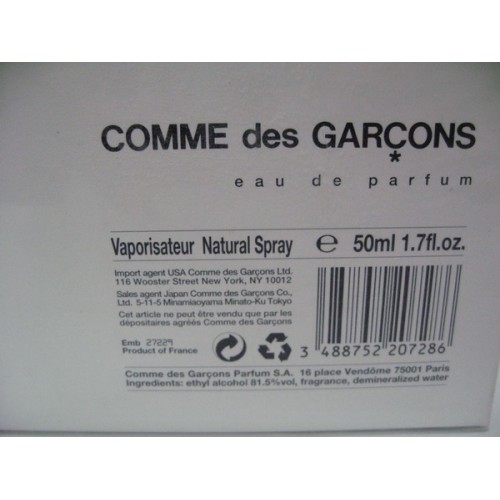 COMME des GARÇONS
*
eau de parfum
Vaporisateur Natural Spray ℮ 50ml 1.7fl.oz.
Import agent USA Comme des Garçons Ltd.
116 Wooster Street New York, NY 10012
Sales agent Japan Comme des Garçons Co.,
Ltd. 5-11-5 Minamiaoyama Minato-Ku Tokyo
Cet article ne peut être vendu que par les
dépositaires agréés Comme des Garçons
Emb 27229
Product of France
3 488752 207286
Comme des Garçons Parfum S.A. 16 place Vendôme 75001 Paris
Ingredients: ethyl alcohol 81.5%vol, fragrance, demineralized water